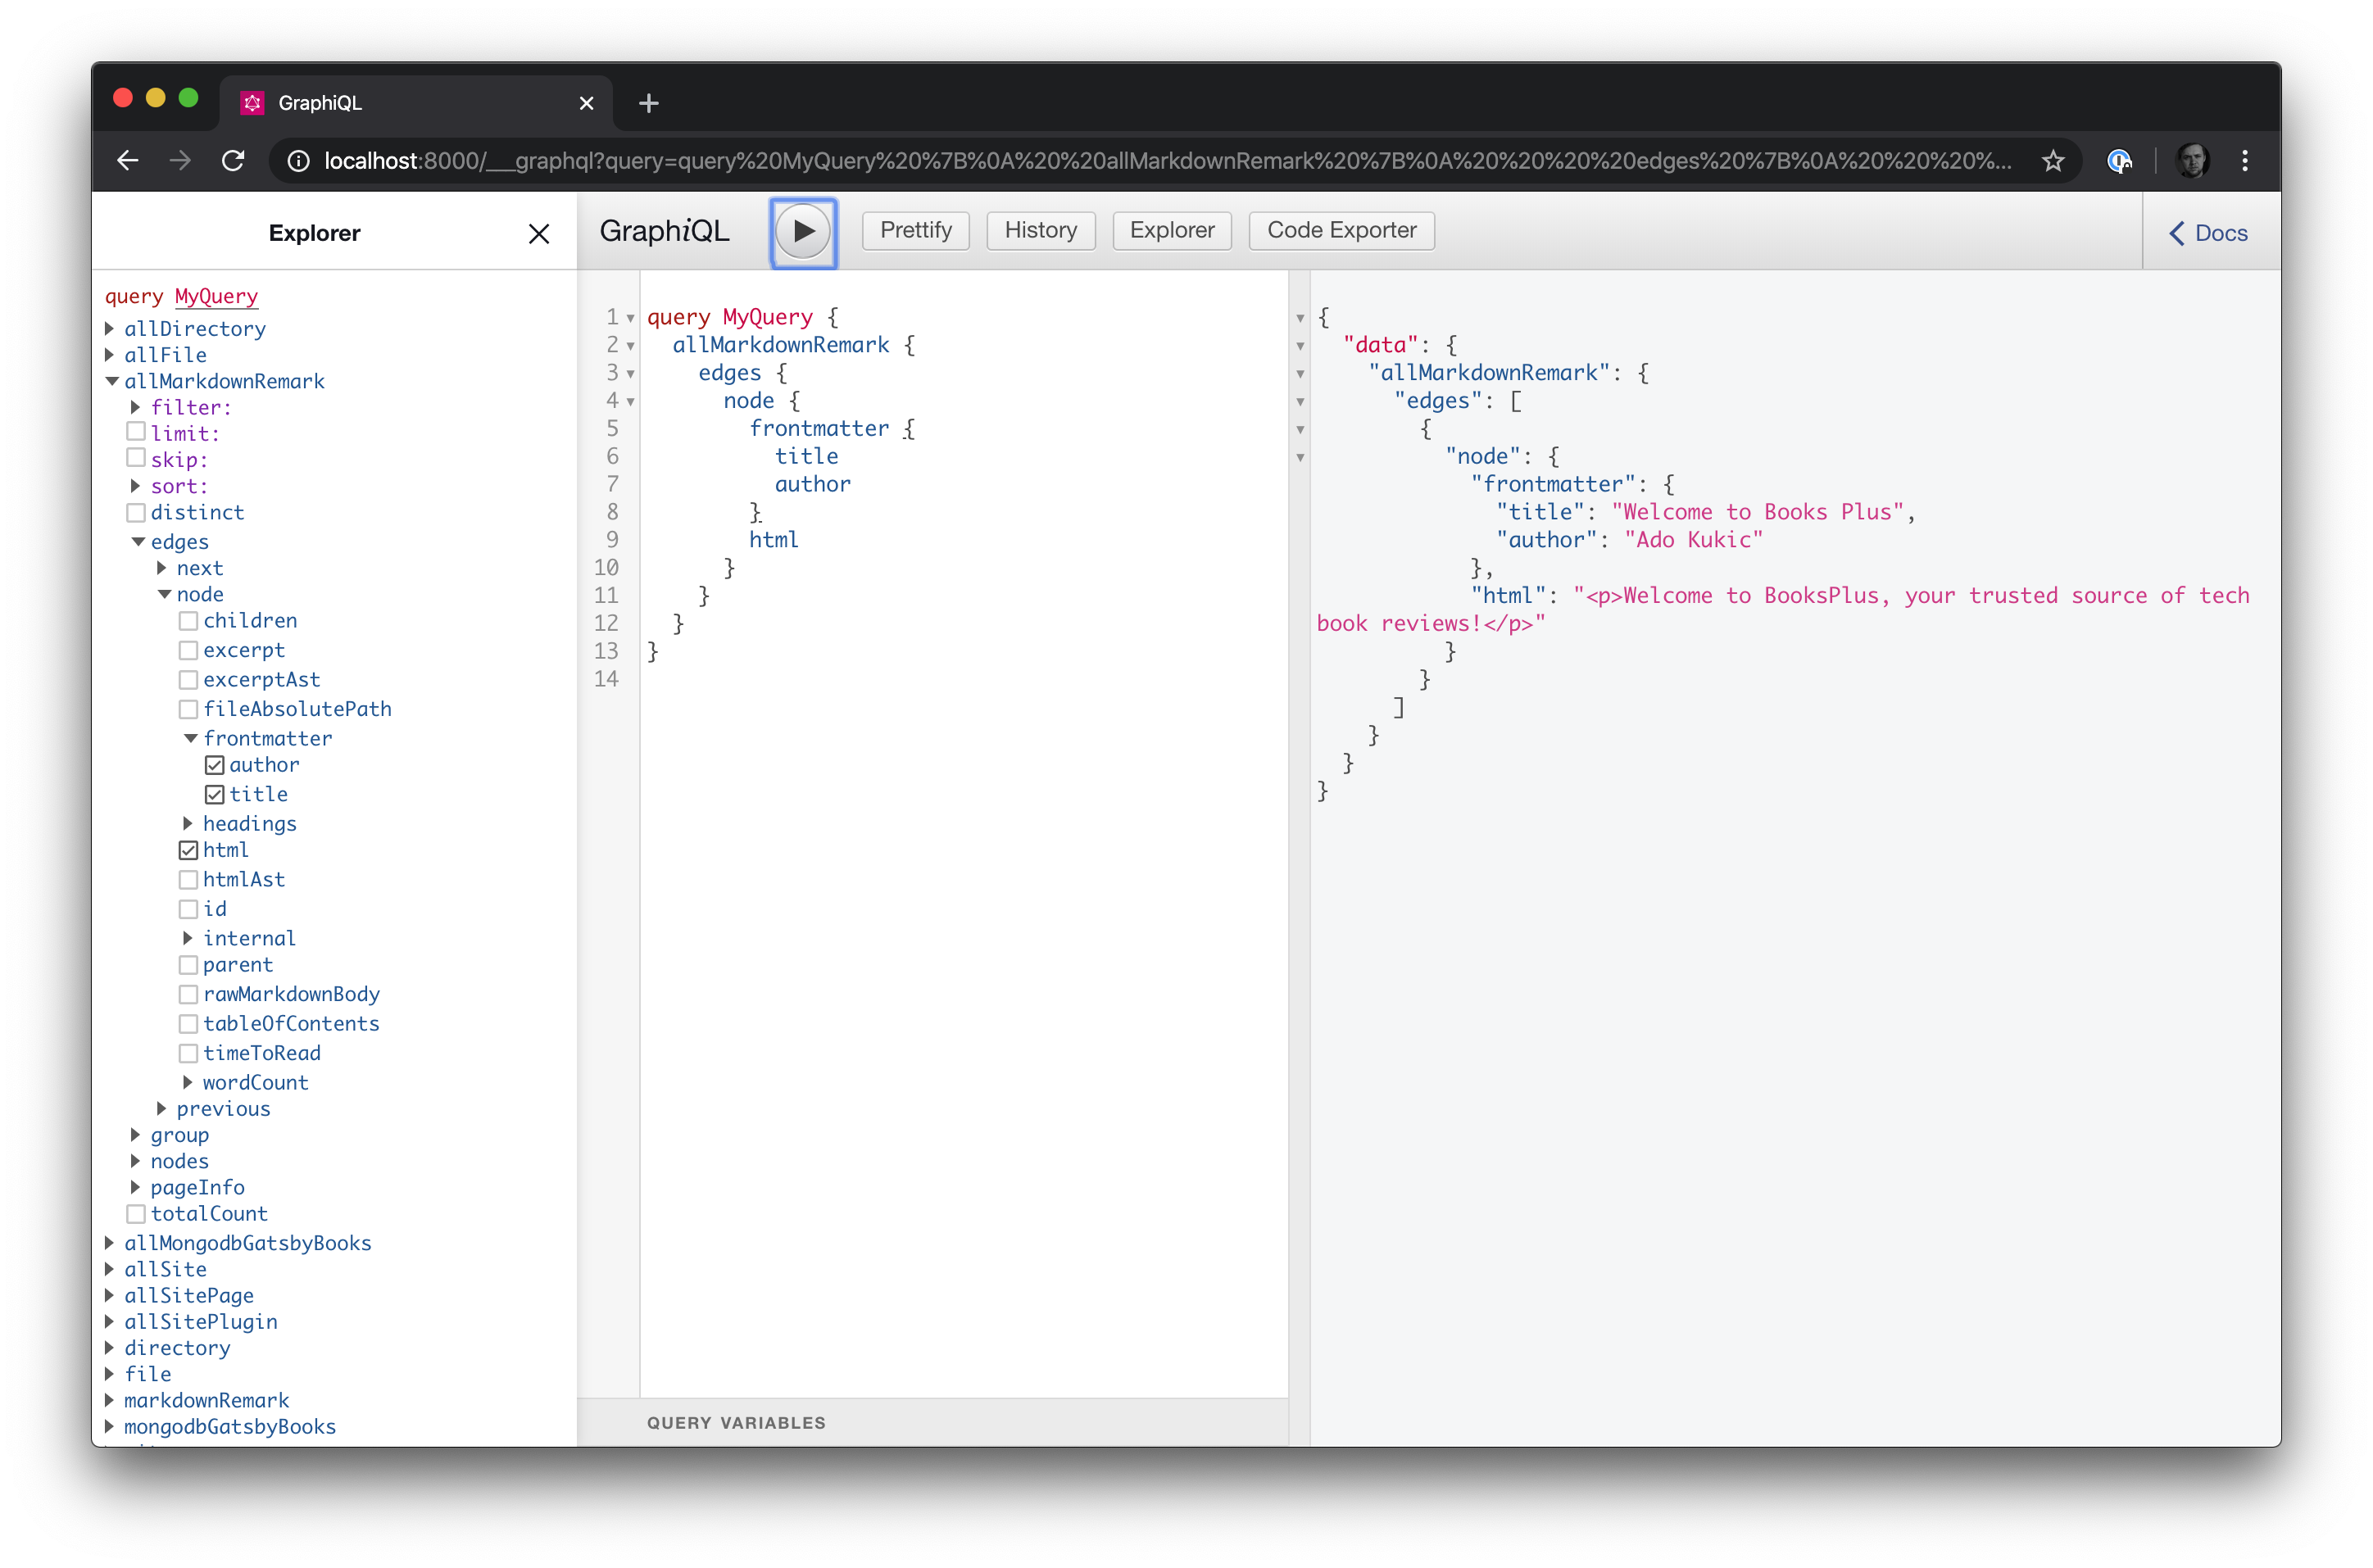 GraphiQL
localhost:8000/___graphql?query=query%20MyQuery%20%7B%0A%20%20allMarkdownRemark%20%7B%0A%20%20%20%20edges%20%7B%0A%20%20%20%20%...
Explorer
GraphiQL
Prettify
History
Explorer
Code Exporter
Docs
query MyQuery
allDirectory
allFile
allMarkdownRemark
filter:
limit:
skip:
sort:
distinct
edges
next
node
children
excerpt
excerptAst
fileAbsolutePath
frontmatter
author
title
headings
html
htmlAst
id
internal
parent
rawMarkdownBody
tableOfContents
timeToRead
wordCount
previous
group
nodes
pageInfo
totalCount
allMongodbGatsbyBooks
allSite
allSitePage
allSitePlugin
directory
file
markdownRemark
mongodbGatsbyBooks
1 query MyQuery {
2 allMarkdownRemark {
3 edges {
4 node {
5 frontmatter {
6 title
7 author
8 }
9 html
10 }
11 }
12 }
13 }
14
QUERY VARIABLES
{
"data": {
"allMarkdownRemark": {
"edges": [
{
"node": {
"frontmatter": {
"title": "Welcome to Books Plus",
"author": "Ado Kukic"
},
"html": "<p>Welcome to BooksPlus, your trusted source of tech
book reviews!</p>"
}
}
]
}
}
}